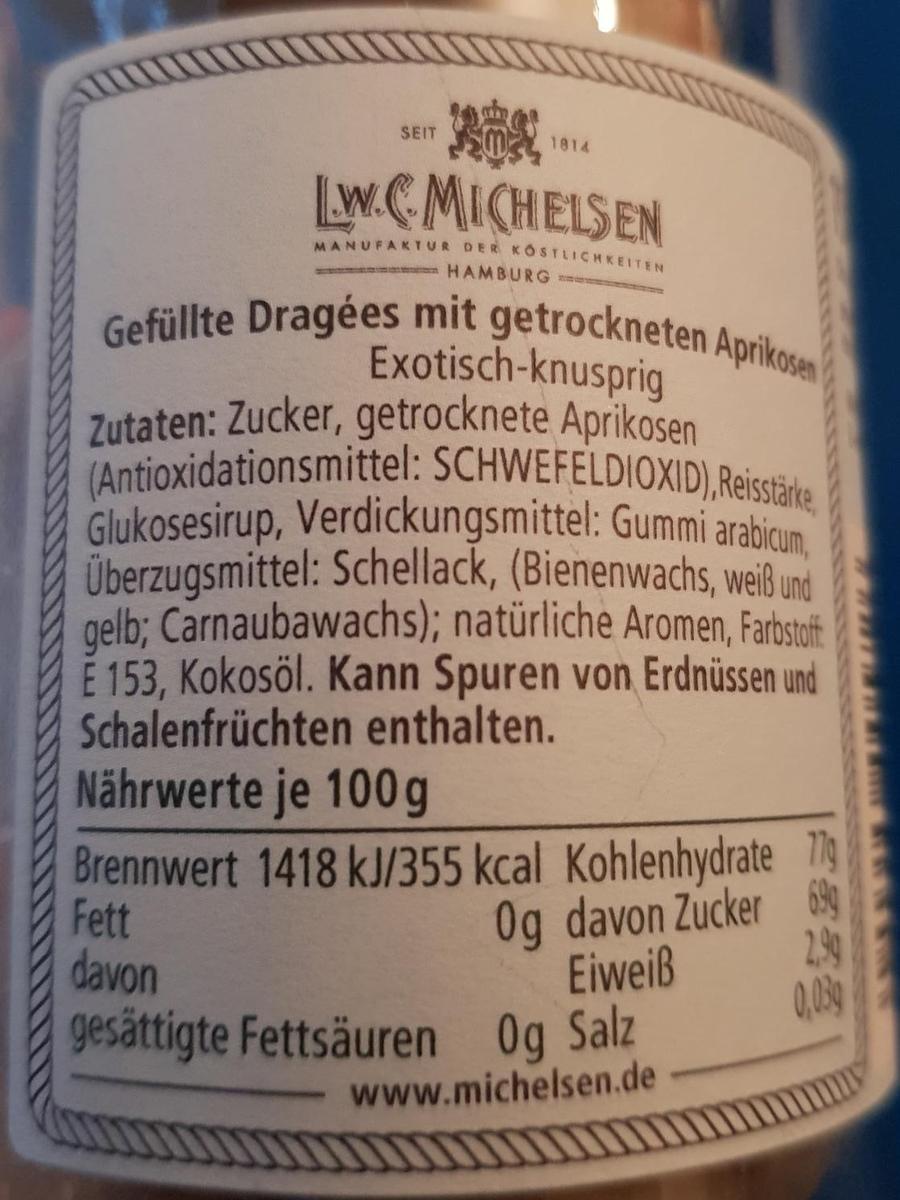 SEIT 1814
L.W.C. MICHELSEN
MANUFAKTUR DER KÖSTLICHKEITEN
HAMBURG
Gefüllte Dragées mit getrockneten Aprikosen
Exotisch-knusprig
Zutaten: Zucker, getrocknete Aprikosen
(Antioxidationsmittel: SCHWEFELDIOXID), Reisstärke,
Glukosesirup, Verdickungsmittel: Gummi arabicum,
Überzugsmittel: Schellack, (Bienenwachs, weiß und
gelb; Carnaubawachs); natürliche Aromen, Farbstoff:
E 153, Kokosöl. Kann Spuren von Erdnüssen und
Schalenfrüchten enthalten.
Nährwerte je 100g
Brennwert 1418 kJ/355 kcal Kohlenhydrate 77g
Fett 0g davon Zucker 69g
davon Eiweiß 2,9g
gesättigte Fettsäuren 0g Salz 0,03g
www.michelsen.de